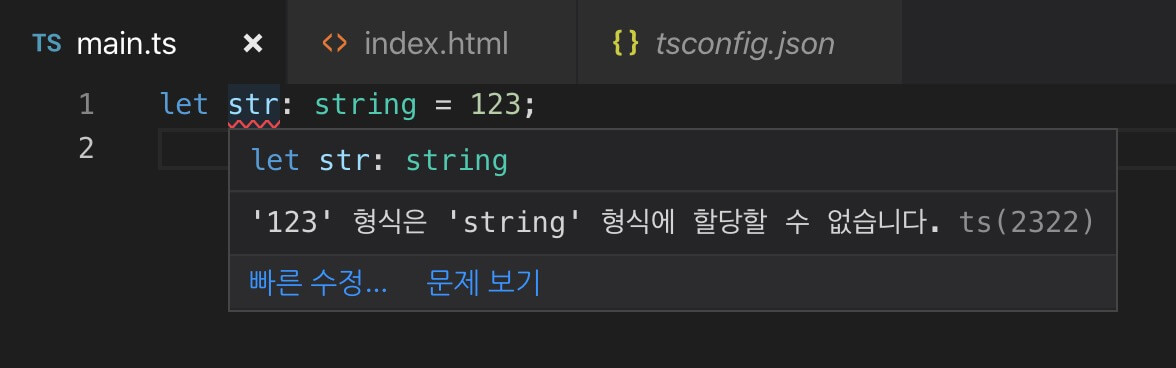 TS main.ts × <> index.html {} tsconfig.json
1 let str: string = 123;
2
let str: string
'123' 형식은 'string' 형식에 할당할 수 없습니다. ts(2322)
빠른 수정... 문제 보기